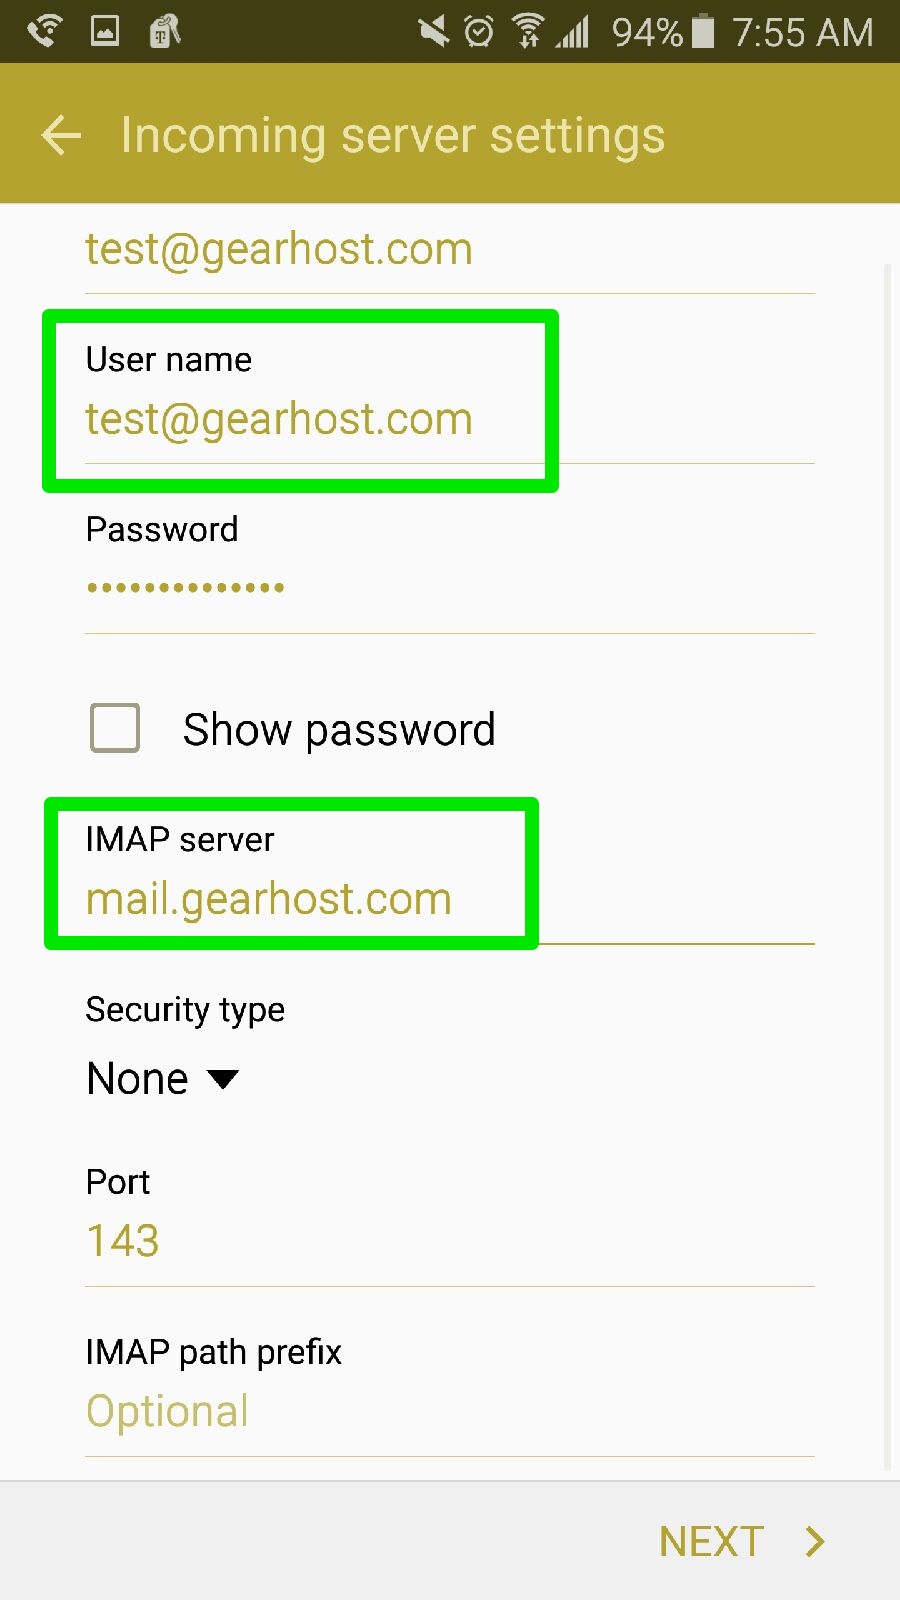 94% 7:55 AM
Incoming server settings
test@gearhost.com
User name
test@gearhost.com
Password
••••••••••••••
Show password
IMAP server
mail.gearhost.com
Security type
None
Port
143
IMAP path prefix
Optional
NEXT